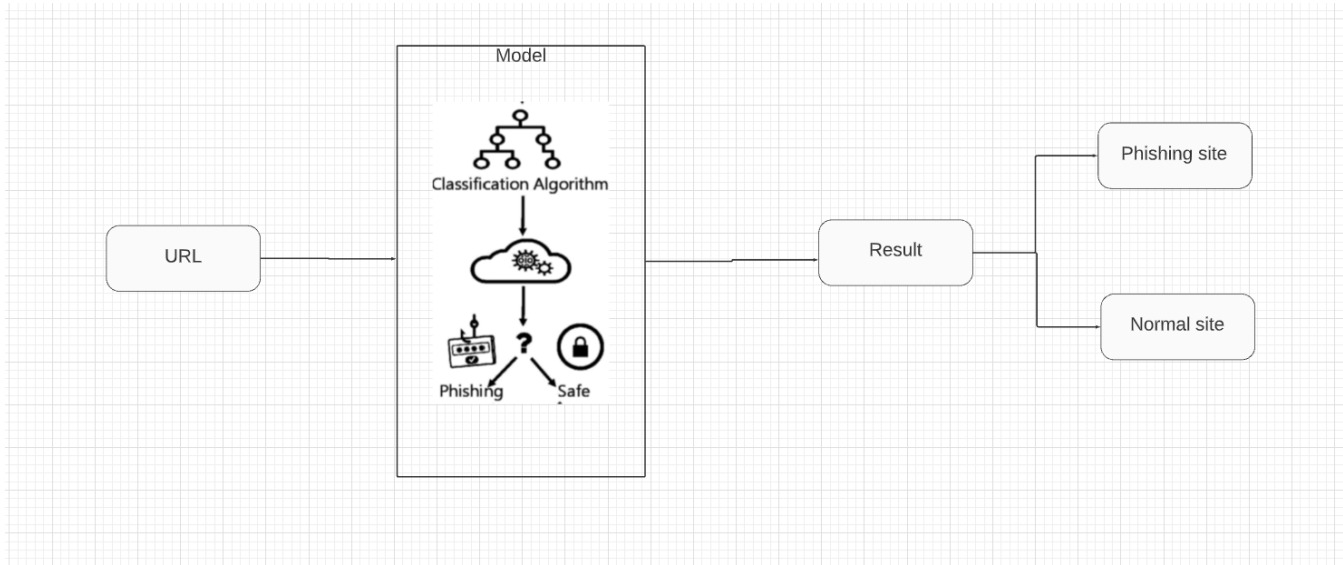 Model
Classification Algorithm
?
Phishing
Safe
URL
Result
Phishing site
Normal site